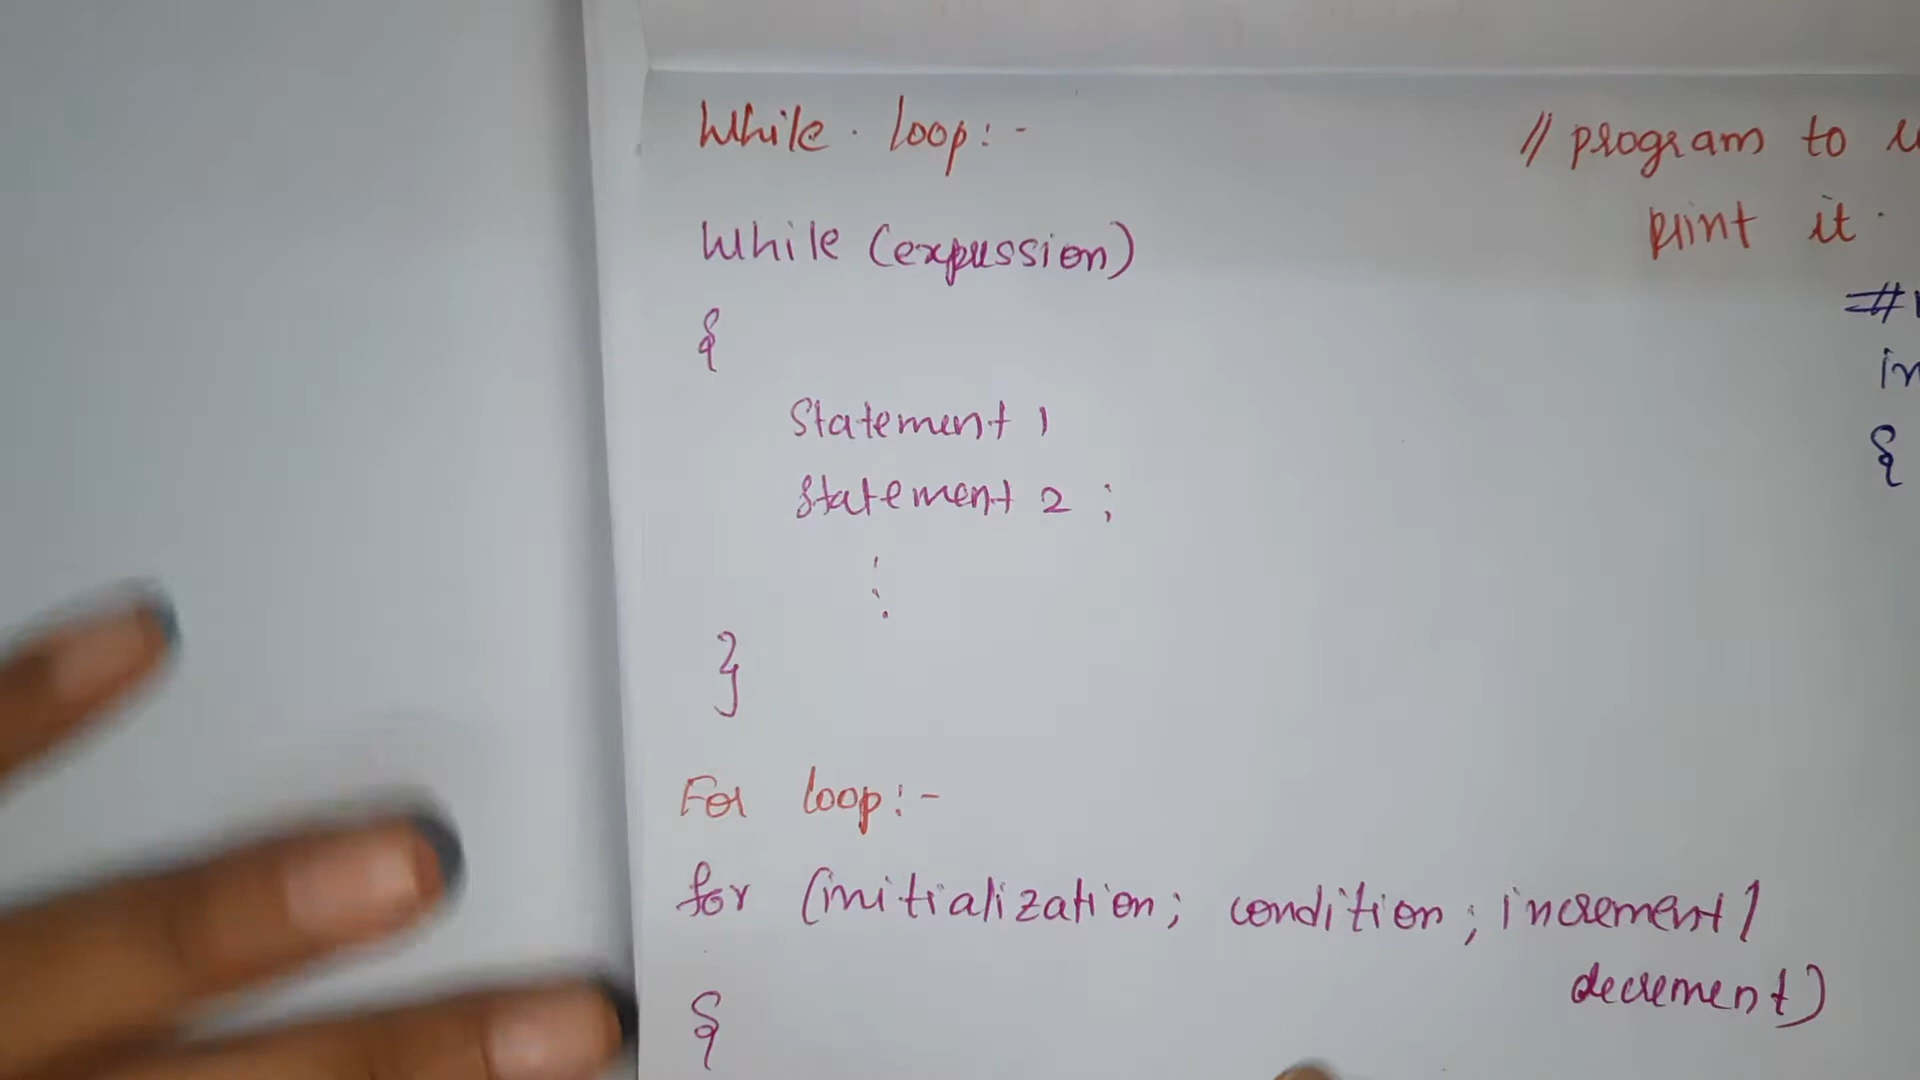 While loop:-
While (expression)
{
Statement 1
Statement 2 ;
}
For loop:-
for (initialization; condition; increment/
decrement)
{
// program to
print it.
#
in
{